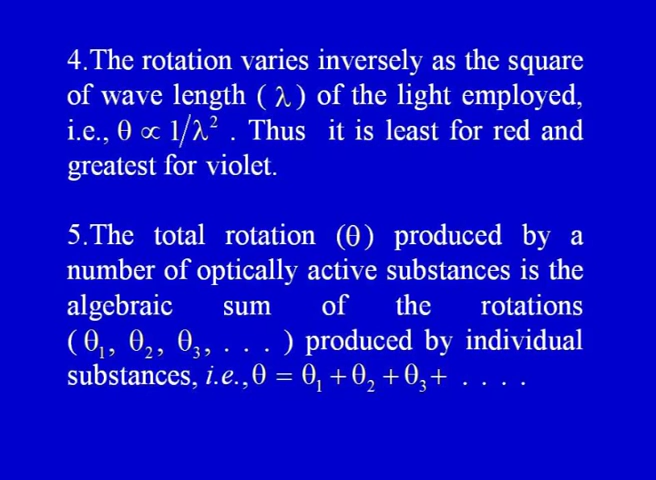 4.The rotation varies inversely as the square
of wave length ( λ ) of the light employed,
i.e., θ ∝ 1/λ² . Thus it is least for red and
greatest for violet.
5.The total rotation (θ) produced by a
number of optically active substances is the
algebraic sum of the rotations
( θ₁, θ₂, θ₃, . . . ) produced by individual
substances, i.e.,θ = θ₁ +θ₂ +θ₃+ . . . .